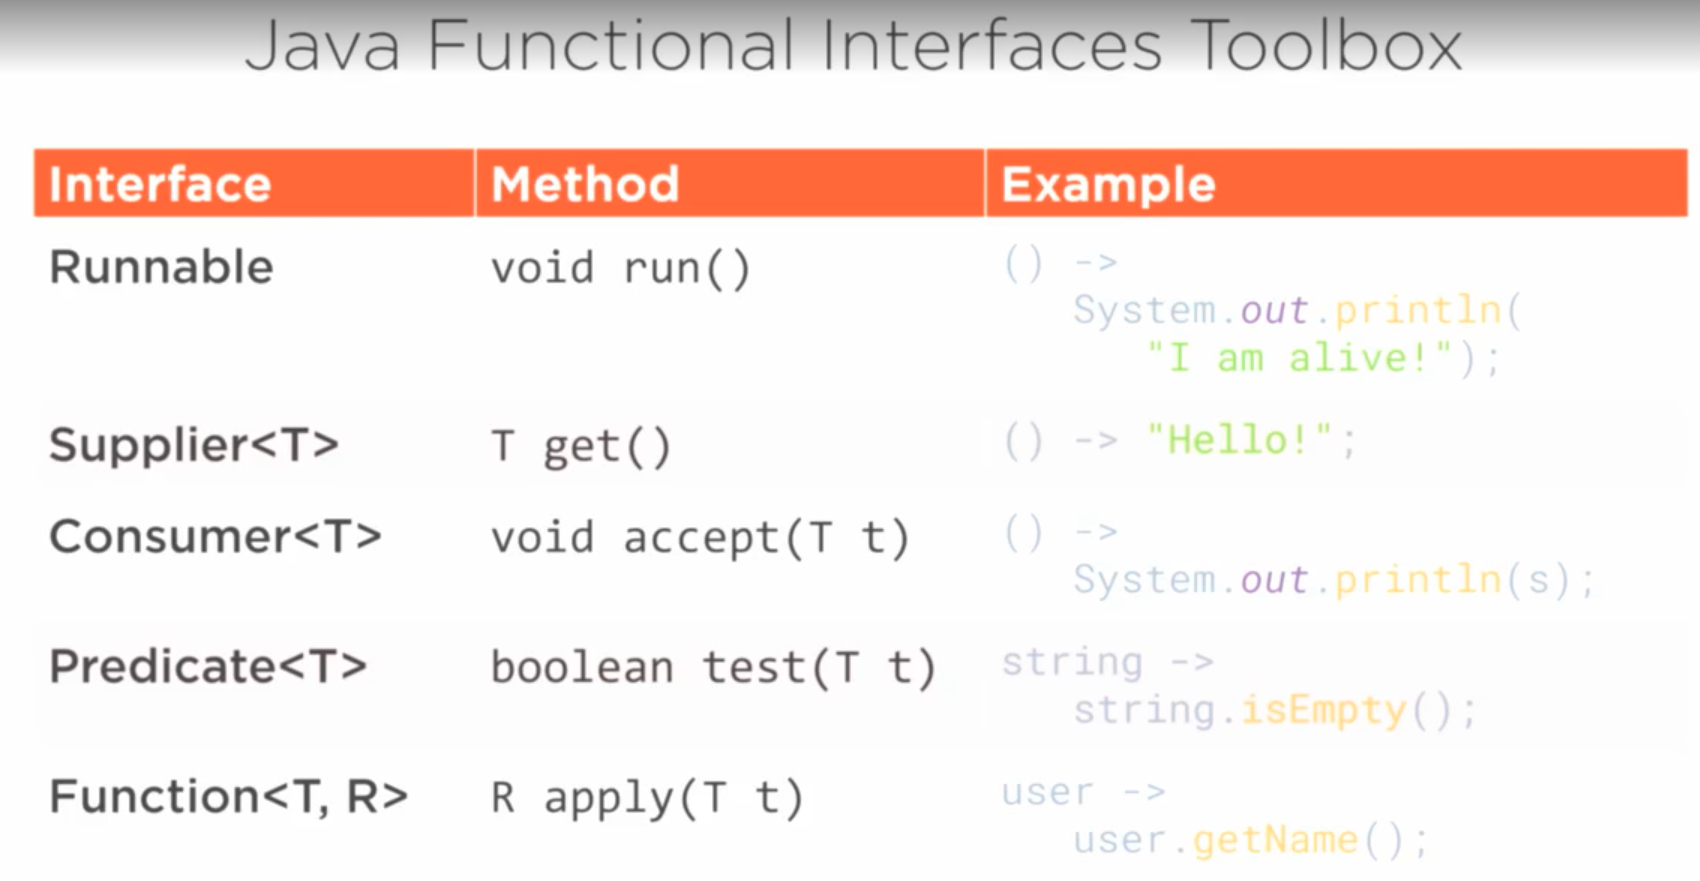 Java Functional Interfaces Toolbox
Interface Method Example
Runnable void run() () ->
System.out.println(
"I am alive!");
Supplier<T> T get() () -> "Hello!";
Consumer<T> void accept(T t) () ->
System.out.println(s);
Predicate<T> boolean test(T t) string ->
string.isEmpty();
Function<T, R> R apply(T t) user ->
user.getName();